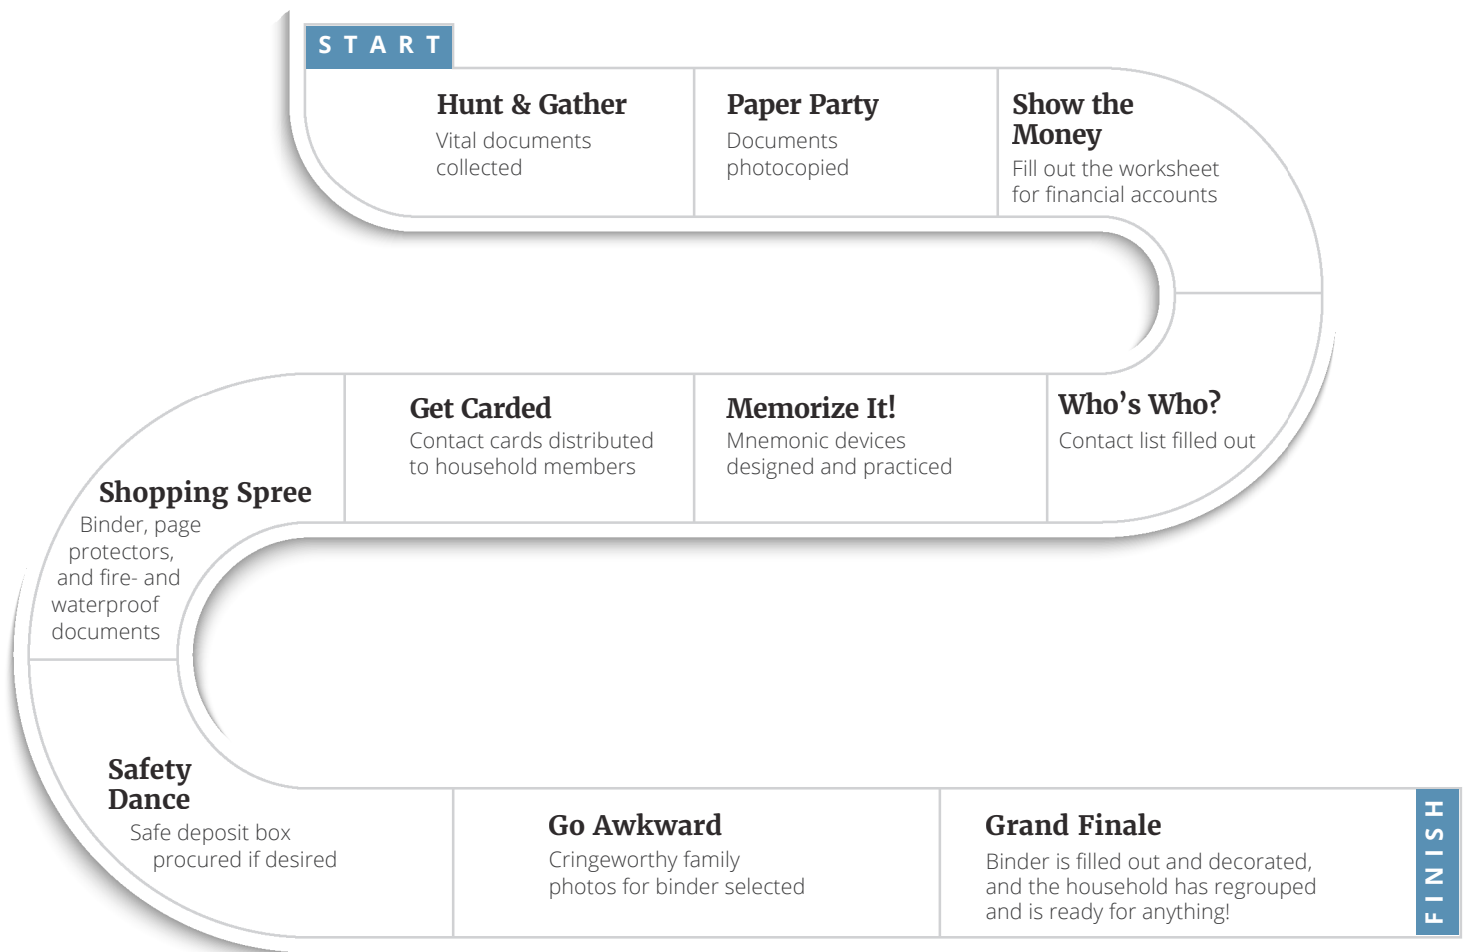 START
Hunt & Gather
Vital documents
collected
Paper Party
Documents
photocopied
Show the
Money
Fill out the worksheet
for financial accounts
Who’s Who?
Contact list filled out
Memorize It!
Mnemonic devices
designed and practiced
Get Carded
Contact cards distributed
to household members
Shopping Spree
Binder, page
protectors,
and fire- and
waterproof
documents
Safety
Dance
Safe deposit box
procured if desired
Go Awkward
Cringeworthy family
photos for binder selected
Grand Finale
Binder is filled out and decorated,
and the household has regrouped
and is ready for anything!
FINISH